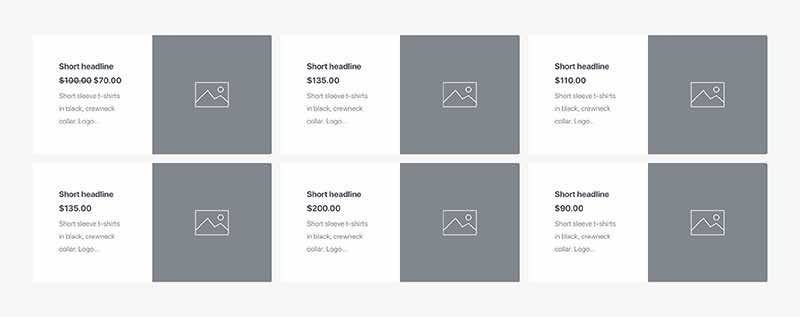 Short headline
$100.00 $70.00
Short sleeve t-shirts
in black, crewneck
collar. Logo...
Short headline
$135.00
Short sleeve t-shirts
in black, crewneck
collar. Logo...
Short headline
$110.00
Short sleeve t-shirts
in black, crewneck
collar. Logo...
Short headline
$135.00
Short sleeve t-shirts
in black, crewneck
collar. Logo...
Short headline
$200.00
Short sleeve t-shirts
in black, crewneck
collar. Logo...
Short headline
$90.00
Short sleeve t-shirts
in black, crewneck
collar. Logo...